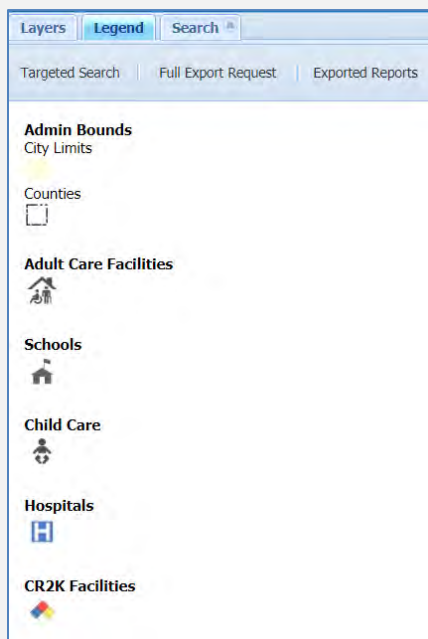 Layers Legend Search
Targeted Search Full Export Request Exported Reports
Admin Bounds
City Limits
Counties
Adult Care Facilities
Schools
Child Care
Hospitals
H
CR2K Facilities